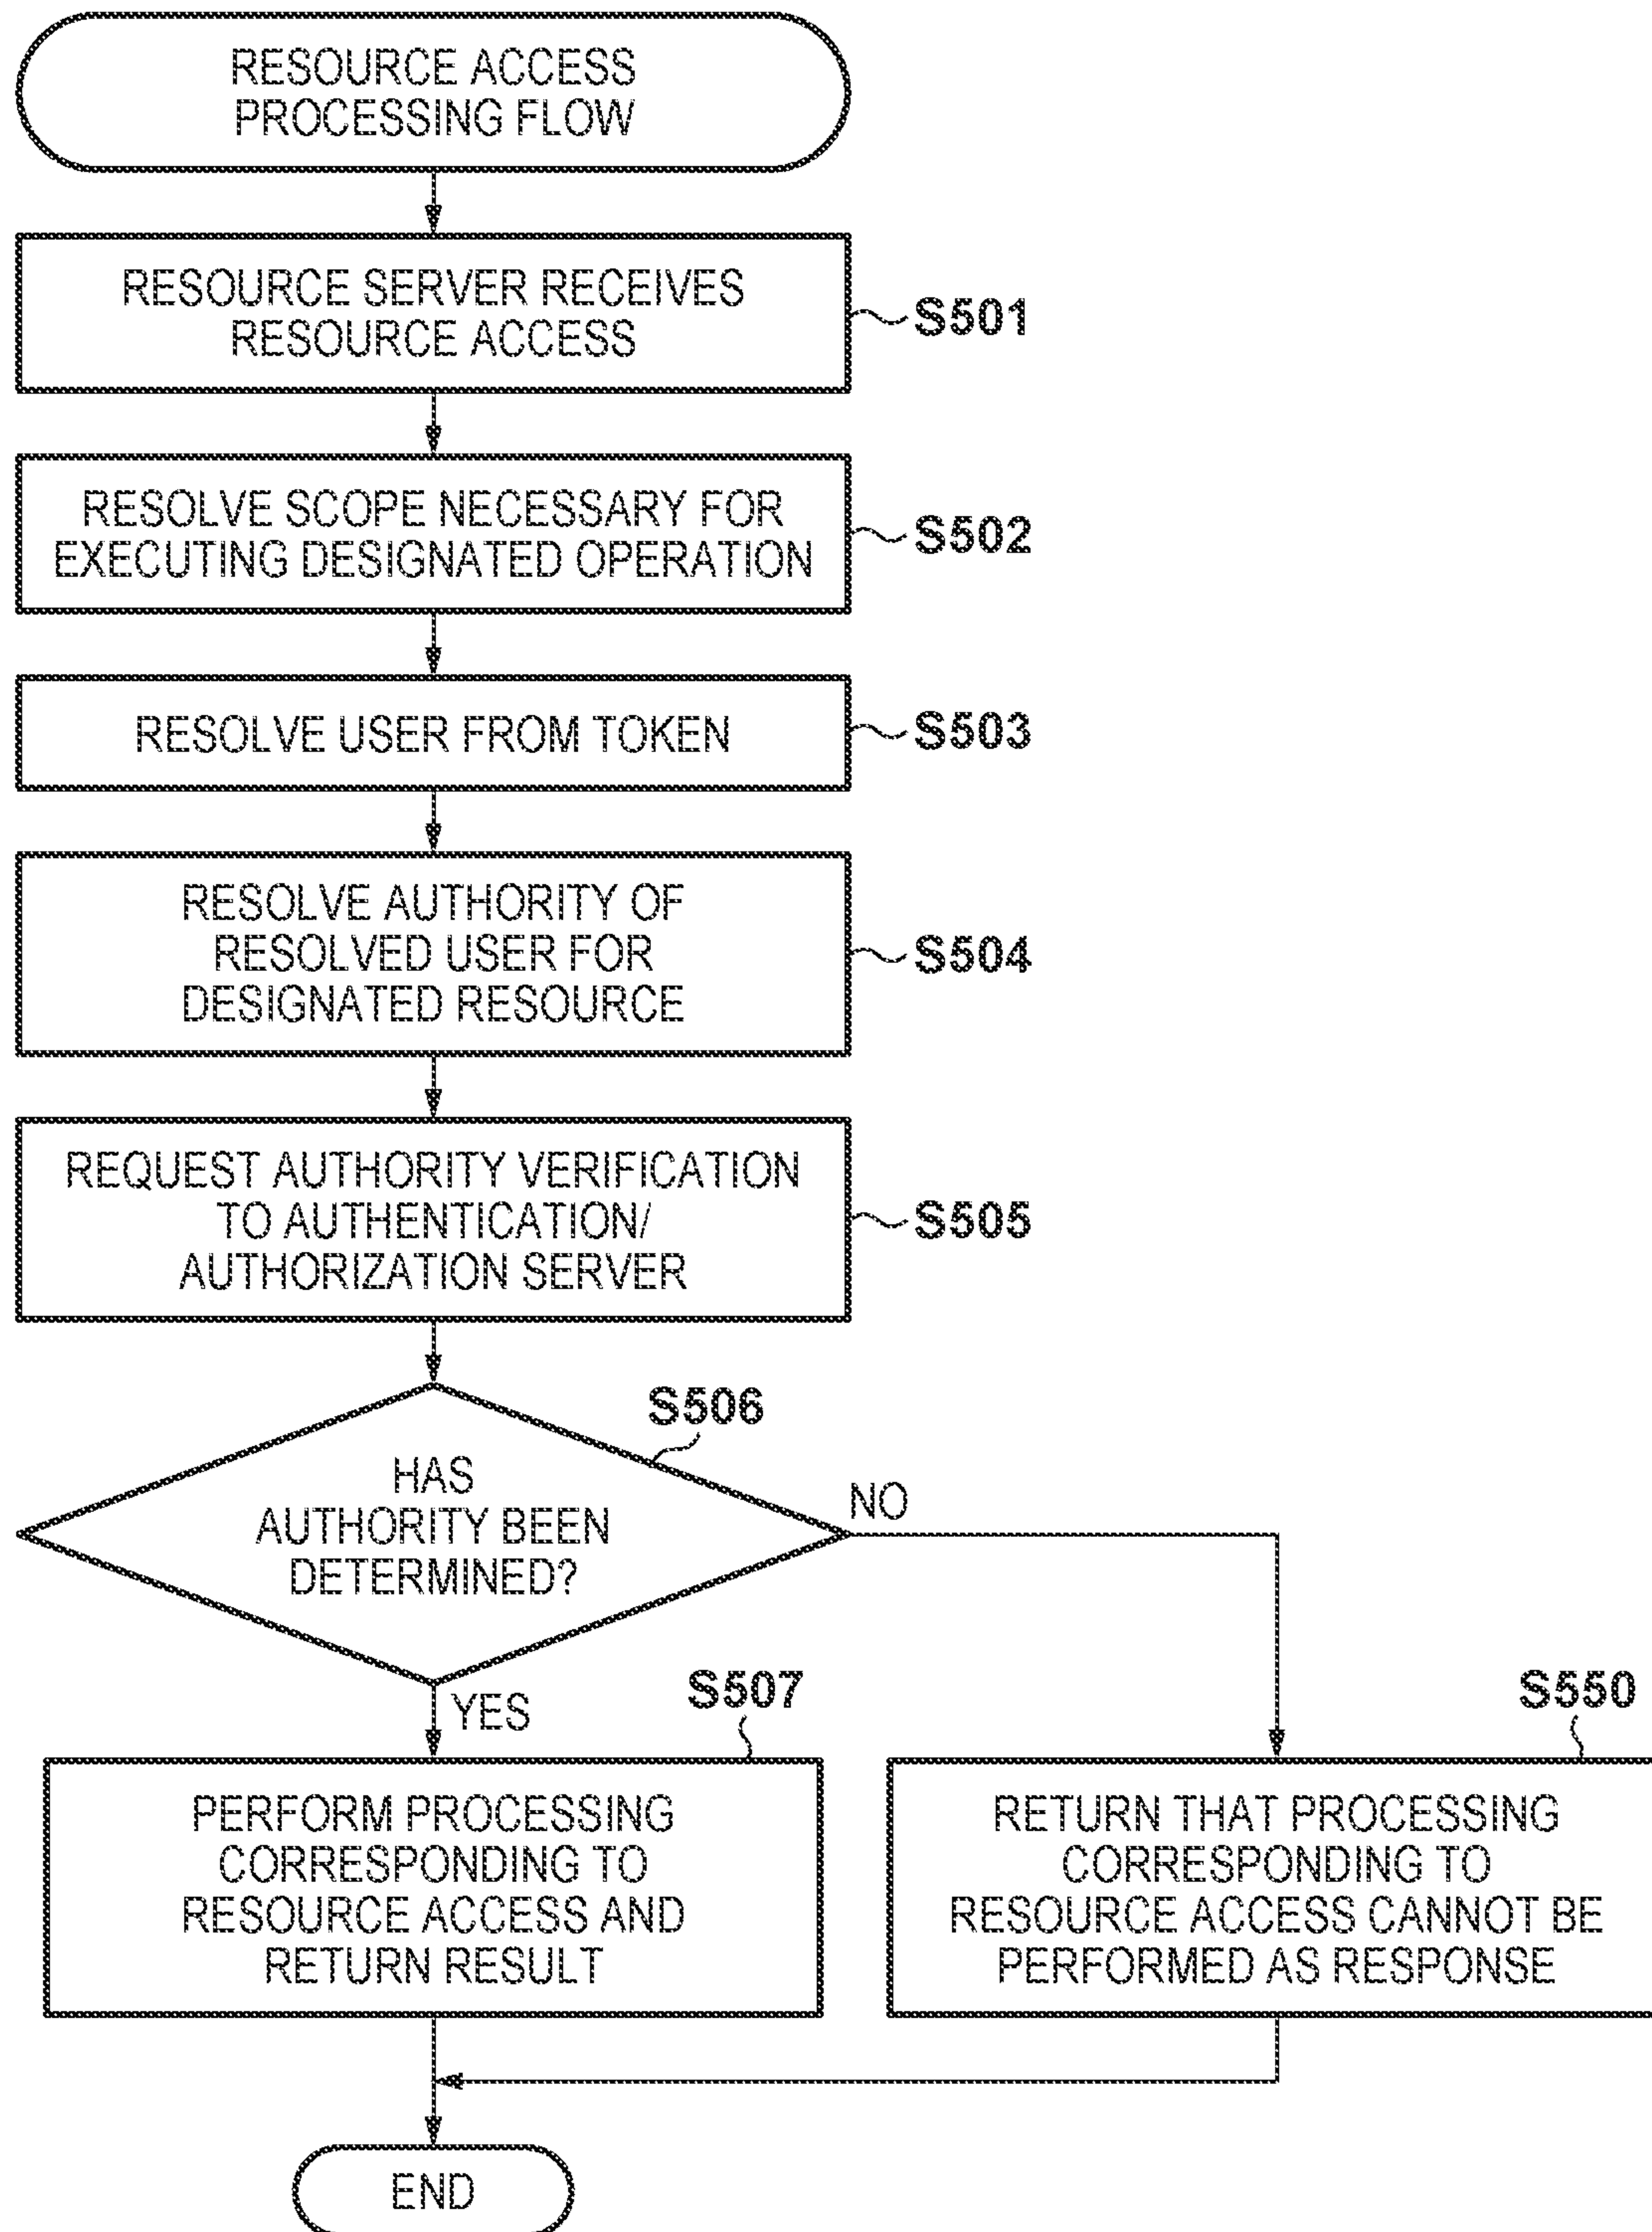 RESOURCE ACCESS
PROCESSING FLOW
RESOURCE SERVER RECEIVES
RESOURCE ACCESS
S501
RESOLVE SCOPE NECESSARY FOR
EXECUTING DESIGNATED OPERATION
S502
RESOLVE USER FROM TOKEN
S503
RESOLVE AUTHORITY OF
RESOLVED USER FOR
DESIGNATED RESOURCE
S504
REQUEST AUTHORITY VERIFICATION
TO AUTHENTICATION/
AUTHORIZATION SERVER
S505
S506
HAS
AUTHORITY BEEN
DETERMINED?
NO
YES
S507
PERFORM PROCESSING
CORRESPONDING TO
RESOURCE ACCESS AND
RETURN RESULT
S550
RETURN THAT PROCESSING
CORRESPONDING TO
RESOURCE ACCESS CANNOT BE
PERFORMED AS RESPONSE
END